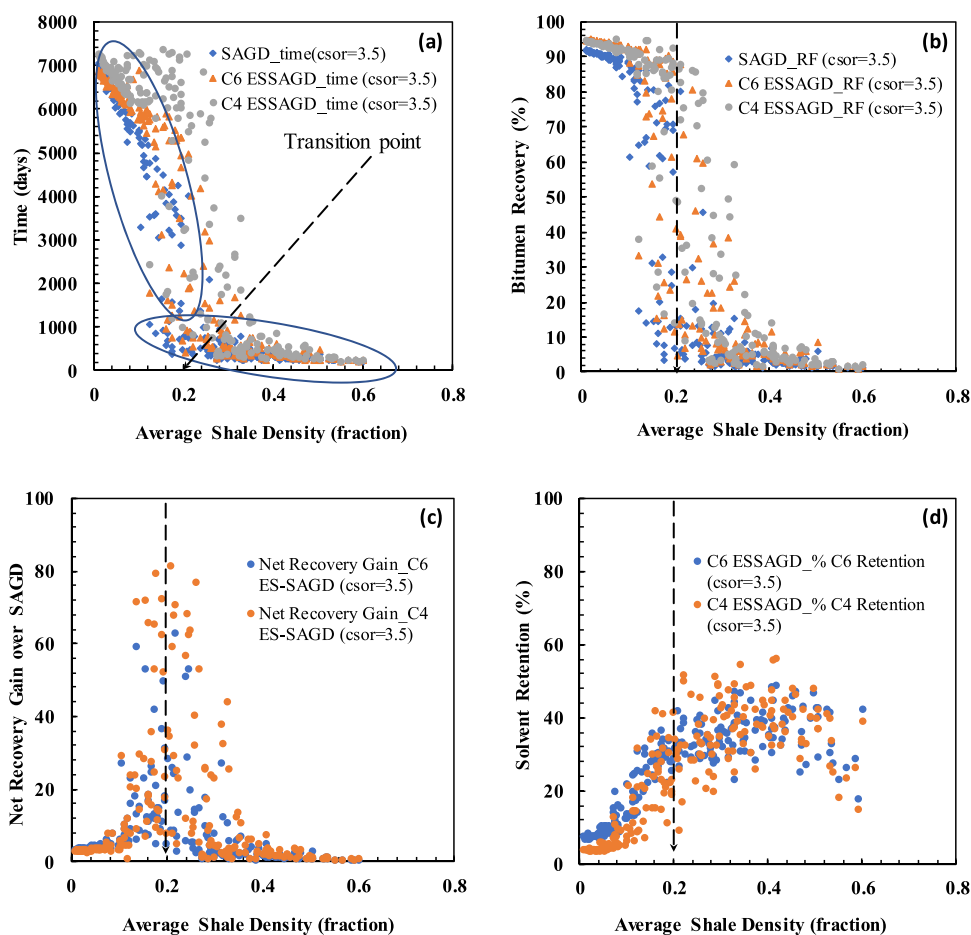 (a)
SAGD_time(csor=3.5)
C6 ESSAGD_time (csor=3.5)
C4 ESSAGD_time (csor=3.5)
Transition point
Time (days)
8000
7000
6000
5000
4000
3000
2000
1000
0
0 0.2 0.4 0.6 0.8
Average Shale Density (fraction)
(b)
SAGD_RF (csor=3.5)
C6 ESSAGD_RF (csor=3.5)
C4 ESSAGD_RF (csor=3.5)
Bitumen Recovery (%)
100
90
80
70
60
50
40
30
20
10
0
0 0.2 0.4 0.6 0.8
Average Shale Density (fraction)
(c)
Net Recovery Gain_C6
ES-SAGD (csor=3.5)
Net Recovery Gain_C4
ES-SAGD (csor=3.5)
Net Recovery Gain over SAGD
100
80
60
40
20
0
0 0.2 0.4 0.6 0.8
Average Shale Density (fraction)
(d)
C6 ESSAGD_% C6 Retention
(csor=3.5)
C4 ESSAGD_% C4 Retention
(csor=3.5)
Solvent Retention (%)
100
80
60
40
20
0
0 0.2 0.4 0.6 0.8
Average Shale Density (fraction)